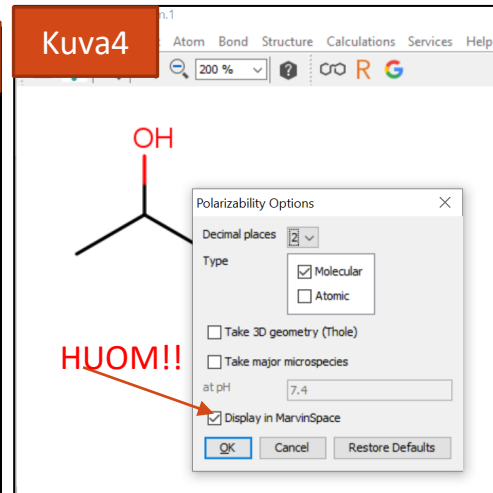 n.1
Kuva4
Atom Bond Structure Calculations Services Help
200 %
R G
OH
Polarizability Options
Decimal places 2
Type
Molecular
Atomic
Take 3D geometry (Thole)
HUOM!!
Take major microspecies
at pH 7.4
Display in MarvinSpace
OK Cancel Restore Defaults